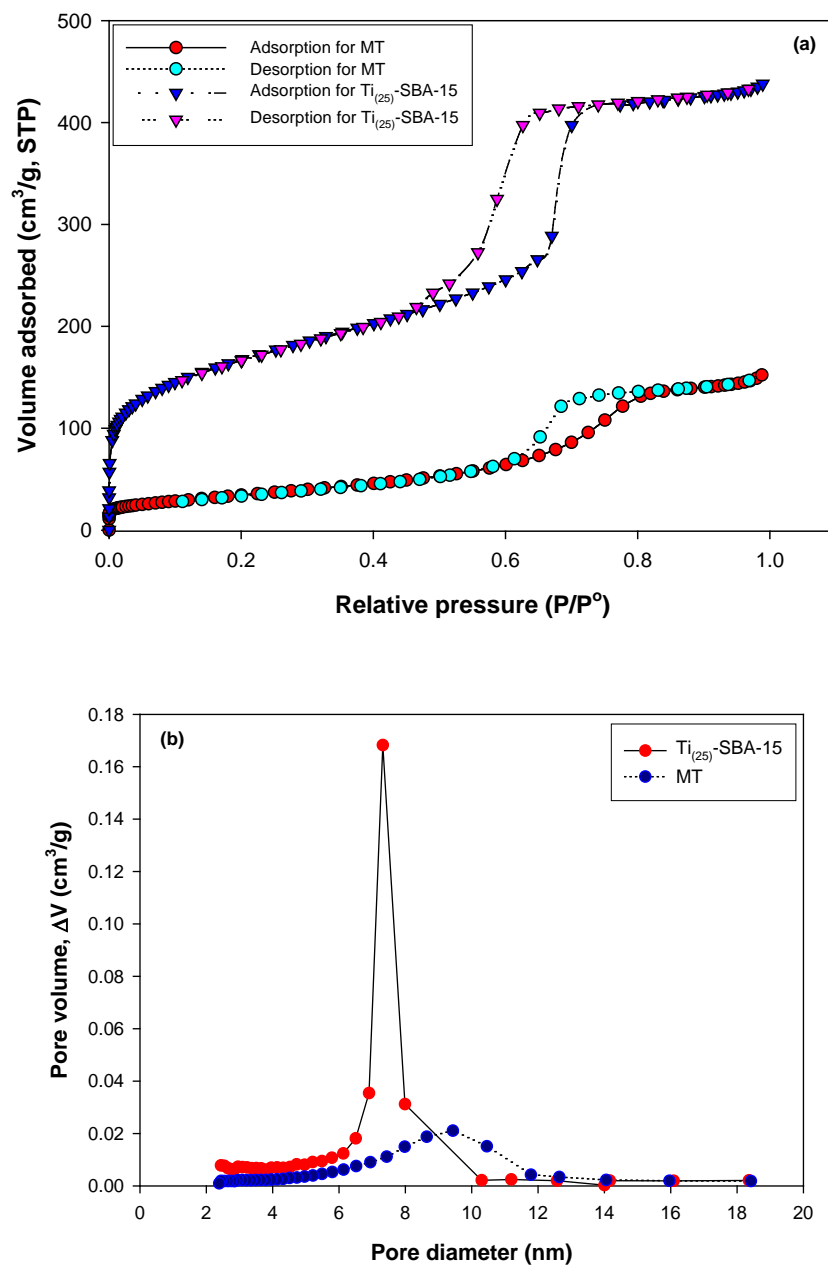 500
(a)
Adsorption for MT
Desorption for MT
Adsorption for Ti(25)-SBA-15
Desorption for Ti(25)-SBA-15
400
300
200
100
0
Volume adsorbed (cm3/g, STP)
0.0 0.2 0.4 0.6 0.8 1.0
Relative pressure (P/Po)
0.18
(b)
Ti(25)-SBA-15
MT
0.16
0.14
0.12
0.10
0.08
0.06
0.04
0.02
0.00
Pore volume, ΔV (cm3/g)
0 2 4 6 8 10 12 14 16 18 20
Pore diameter (nm)